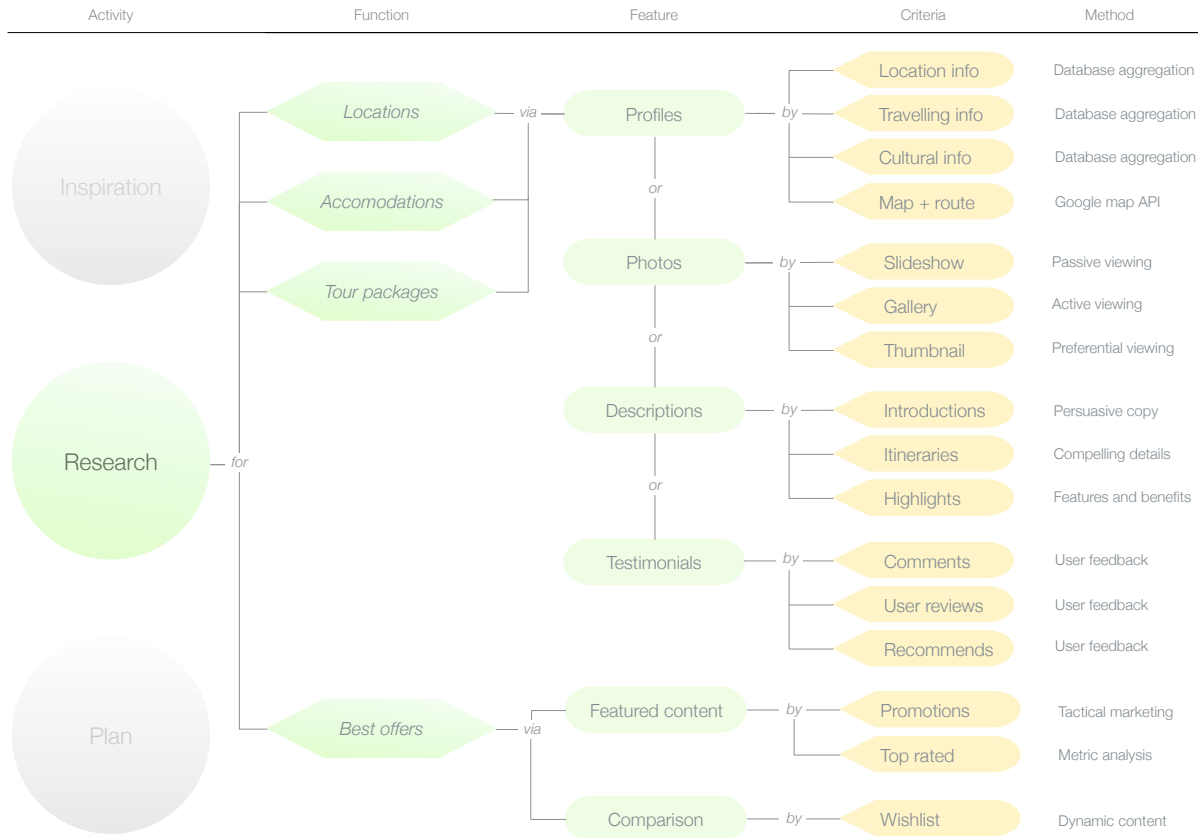 Activity
Function
Feature
Criteria
Method
Inspiration
Research
Plan
for
Locations
Accomodations
Tour packages
Best offers
via
via
Profiles
or
Photos
or
Descriptions
or
Testimonials
Featured content
Comparison
by
Location info
Database aggregation
Travelling info
Database aggregation
Cultural info
Database aggregation
Map + route
Google map API
by
Slideshow
Passive viewing
Gallery
Active viewing
Thumbnail
Preferential viewing
by
Introductions
Persuasive copy
Itineraries
Compelling details
Highlights
Features and benefits
by
Comments
User feedback
User reviews
User feedback
Recommends
User feedback
by
Promotions
Tactical marketing
Top rated
Metric analysis
by
Wishlist
Dynamic content